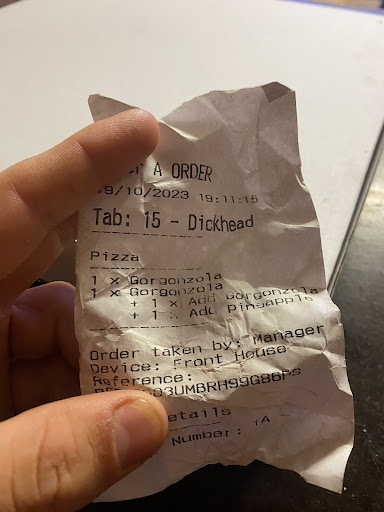 A ORDER
19/10/2023 19:11:15
Tab: 15 - Dickhead
Pizza
1 x Gorgonzola
1 x Gorgonzola
+ 1 x Add Gorgonzola
+ 1 x Add Pineapple
Order taken by: Manager
Device: Front House
Reference:
Number: 1A